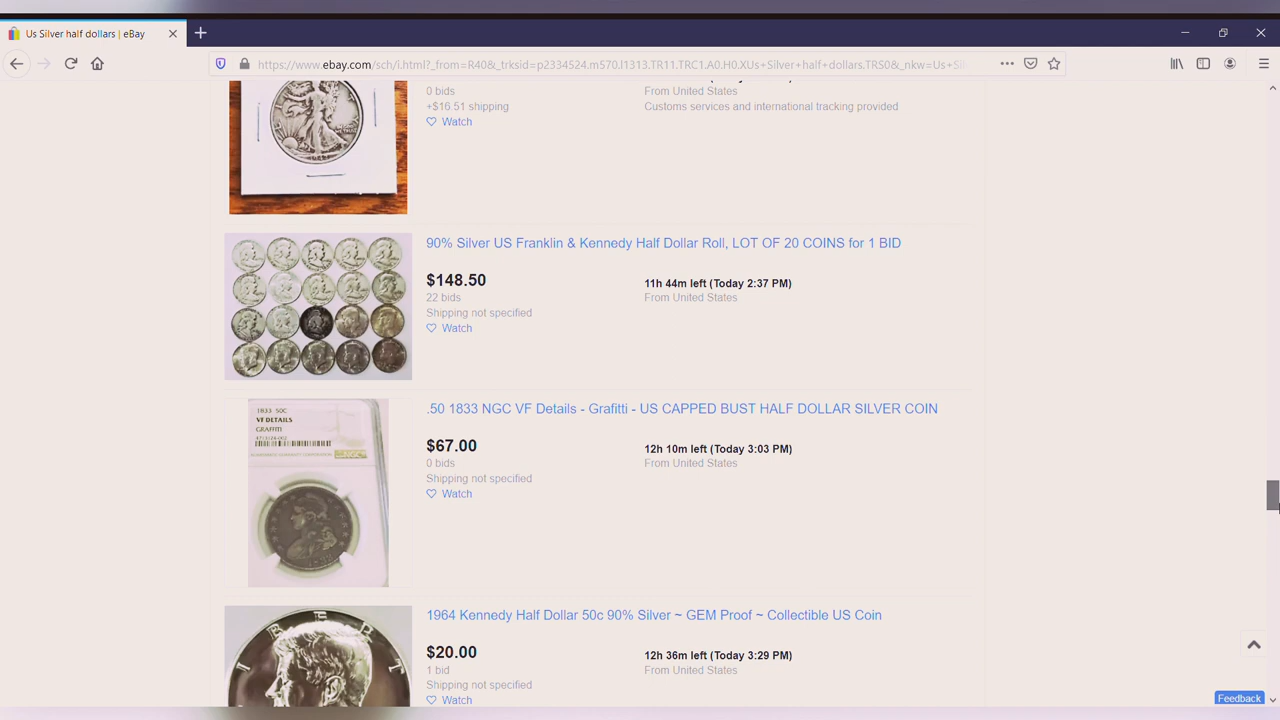 Us Silver half dollars | eBay
https://www.ebay.com/sch/i.html?_from=R40&_trksid=p2334524.m570.l1313.TR11.TRC1.A0.H0.XUs+Silver+half+dollars.TRS0&_nkw=Us+Si
0 bids
From United States
+$16.51 shipping
Customs services and international tracking provided
Watch
90% Silver US Franklin & Kennedy Half Dollar Roll, LOT OF 20 COINS for 1 BID
$148.50
11h 44m left (Today 2:37 PM)
22 bids
From United States
Shipping not specified
Watch
1833 50C
VF DETAILS
GRAFFITI
.50 1833 NGC VF Details - Grafitti - US CAPPED BUST HALF DOLLAR SILVER COIN
$67.00
12h 10m left (Today 3:03 PM)
0 bids
From United States
Shipping not specified
Watch
1964 Kennedy Half Dollar 50c 90% Silver ~ GEM Proof ~ Collectible US Coin
$20.00
12h 36m left (Today 3:29 PM)
1 bid
From United States
Shipping not specified
Watch
Feedback